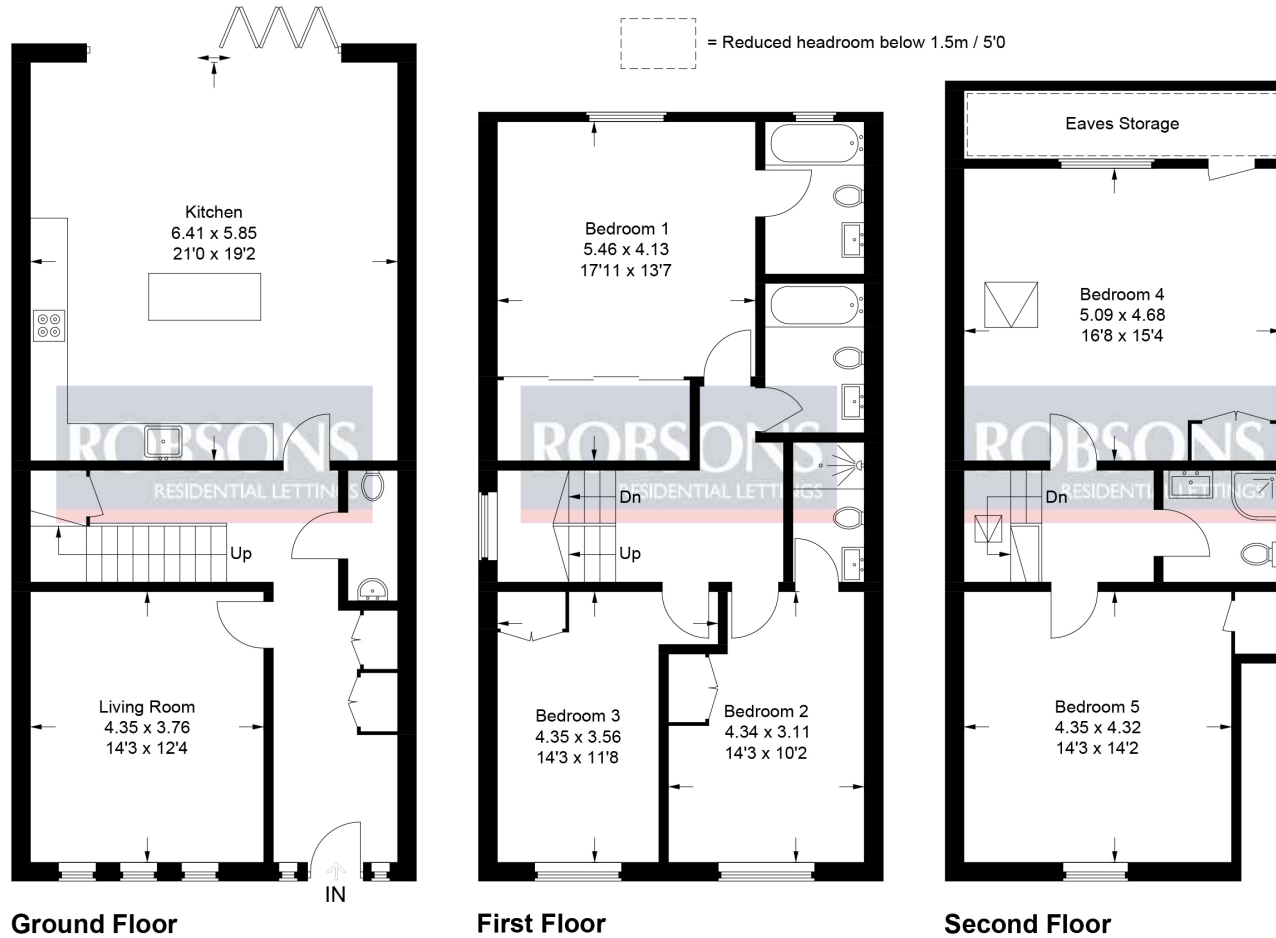 = Reduced headroom below 1.5m / 5'0
Kitchen
6.41 x 5.85
21'0 x 19'2
ROBSONS
RESIDENTIAL LETTINGS
Up
Living Room
4.35 x 3.76
14'3 x 12'4
IN
Ground Floor
Bedroom 1
5.46 x 4.13
17'11 x 13'7
ROBSONS
RESIDENTIAL LETTINGS
Dn
Up
Bedroom 3
4.35 x 3.56
14'3 x 11'8
Bedroom 2
4.34 x 3.11
14'3 x 10'2
First Floor
Eaves Storage
Bedroom 4
5.09 x 4.68
16'8 x 15'4
ROBSONS
RESIDENTIAL LETTINGS
Dn
Bedroom 5
4.35 x 4.32
14'3 x 14'2
Second Floor